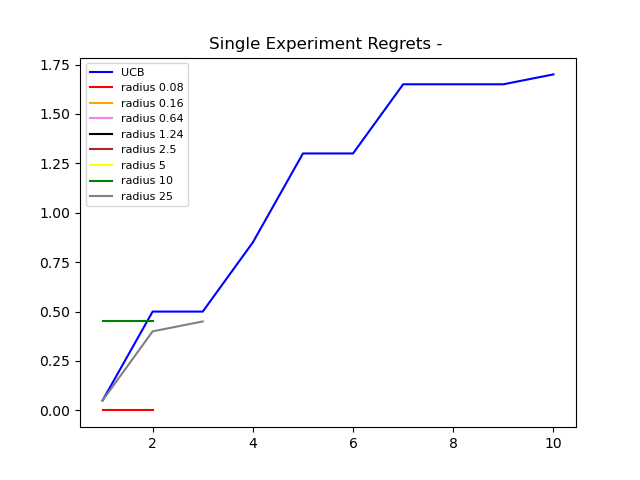 Single Experiment Regrets -
1.75
1.50
1.25
1.00
0.75
0.50
0.25
0.00
UCB
radius 0.08
radius 0.16
radius 0.64
radius 1.24
radius 2.5
radius 5
radius 10
radius 25
2 4 6 8 10